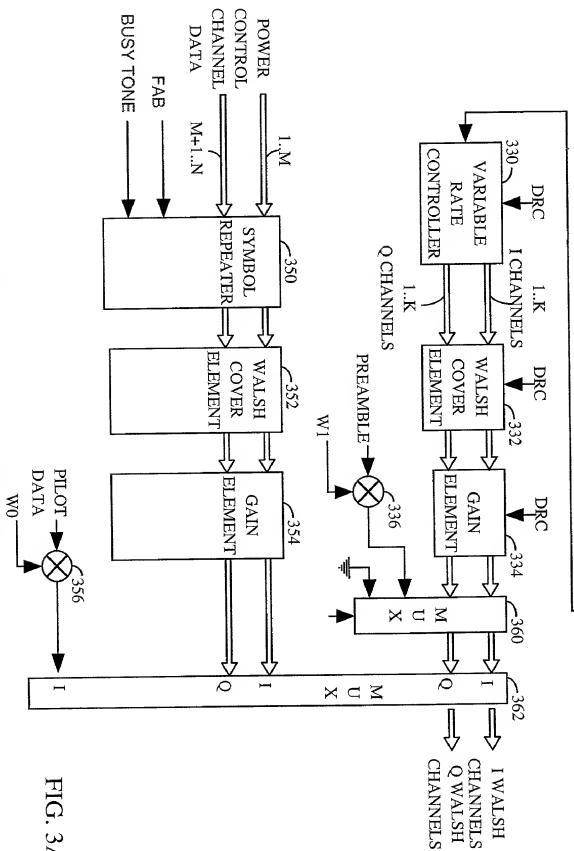 330
VARIABLE
RATE
CONTROLLER
DRC
1..K
I CHANNELS
1..K
Q CHANNELS
DRC
332
WALSH
COVER
ELEMENT
DRC
334
GAIN
ELEMENT
PREAMBLE
W1
336
360
M
U
X
POWER
CONTROL
CHANNEL
DATA
1..M
M+1..N
FAB
BUSY TONE
350
SYMBOL
REPEATER
352
WALSH
COVER
ELEMENT
354
GAIN
ELEMENT
PILOT
DATA
W0
356
362
I
Q
M
U
X
I
Q
I
I WALSH
CHANNELS
Q WALSH
CHANNELS
FIG. 3A